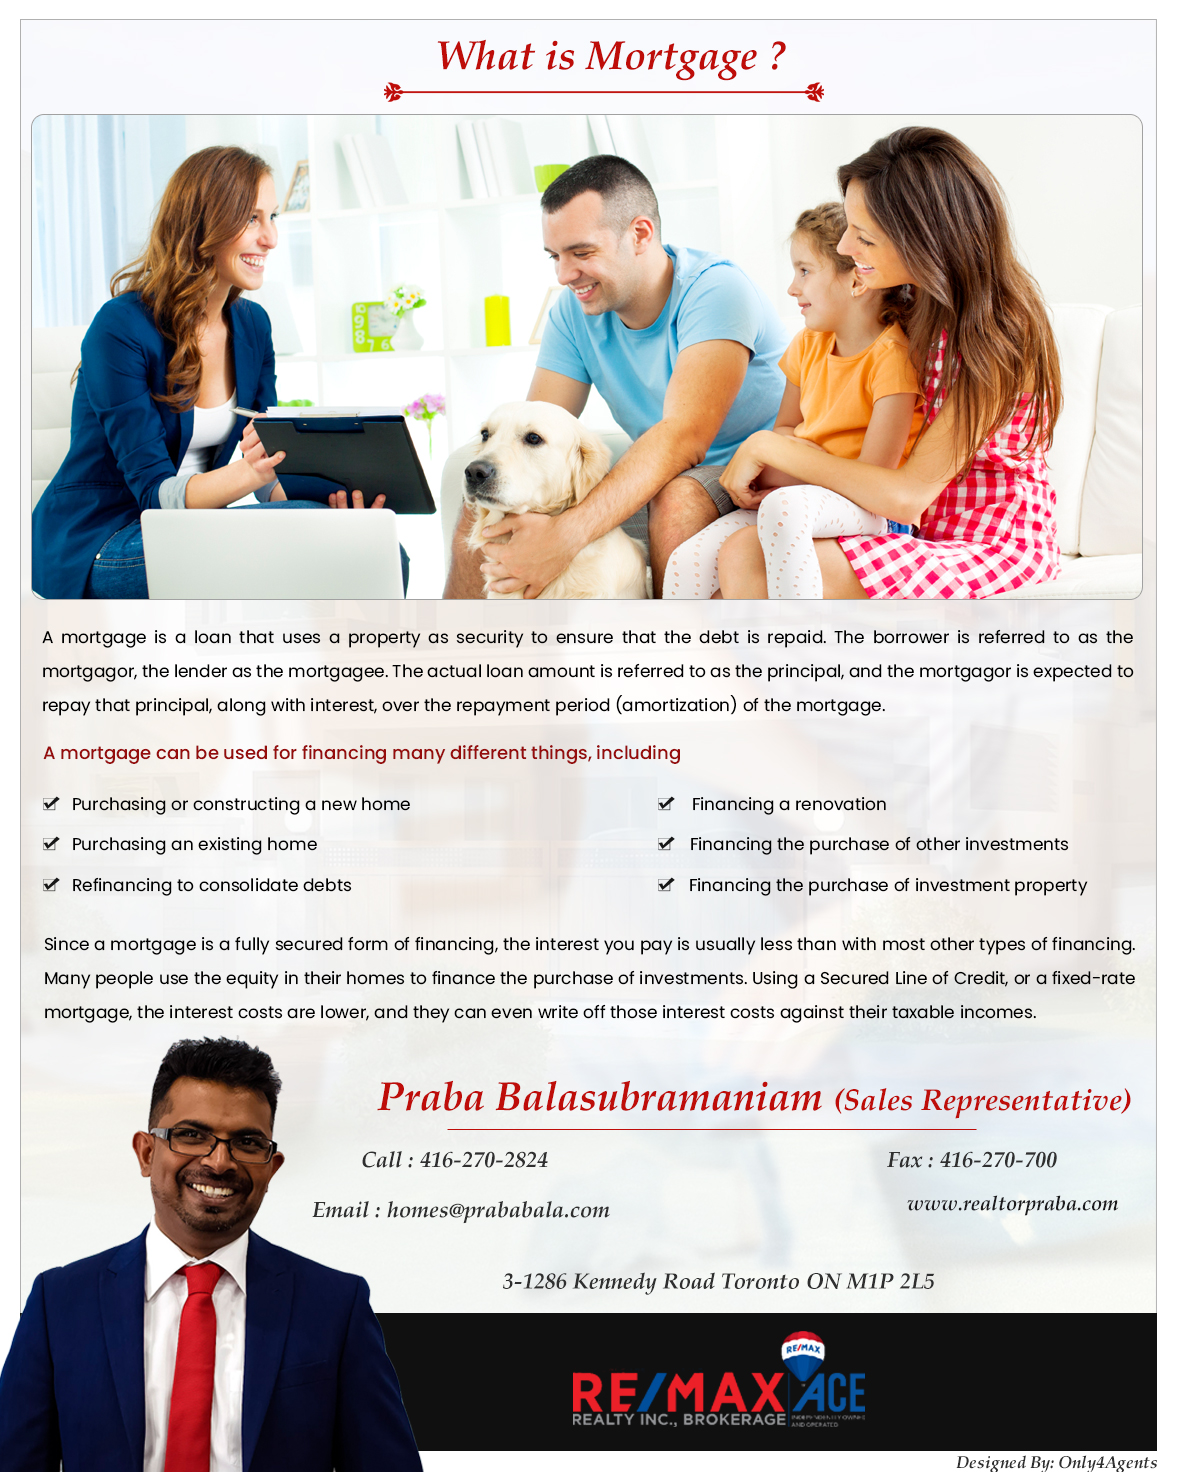 What is Mortgage ?
A mortgage is a loan that uses a property as security to ensure that the debt is repaid. The borrower is referred to as the
mortgagor, the lender as the mortgagee. The actual loan amount is referred to as the principal, and the mortgagor is expected to
repay that principal, along with interest, over the repayment period (amortization) of the mortgage.
A mortgage can be used for financing many different things, including
Purchasing or constructing a new home
Purchasing an existing home
Refinancing to consolidate debts
Financing a renovation
Financing the purchase of other investments
Financing the purchase of investment property
Since a mortgage is a fully secured form of financing, the interest you pay is usually less than with most other types of financing.
Many people use the equity in their homes to finance the purchase of investments. Using a Secured Line of Credit, or a fixed-rate
mortgage, the interest costs are lower, and they can even write off those interest costs against their taxable incomes.
Praba Balasubramaniam (Sales Representative)
Call : 416-270-2824
Fax : 416-270-700
Email : homes@prababala.com
www.realtorpraba.com
3-1286 Kennedy Road Toronto ON M1P 2L5
RE/MAX
RE/MAX ACE
REALTY INC., BROKERAGE
INDEPENDENTLY OWNED
AND OPERATED
Designed By: Only4Agents